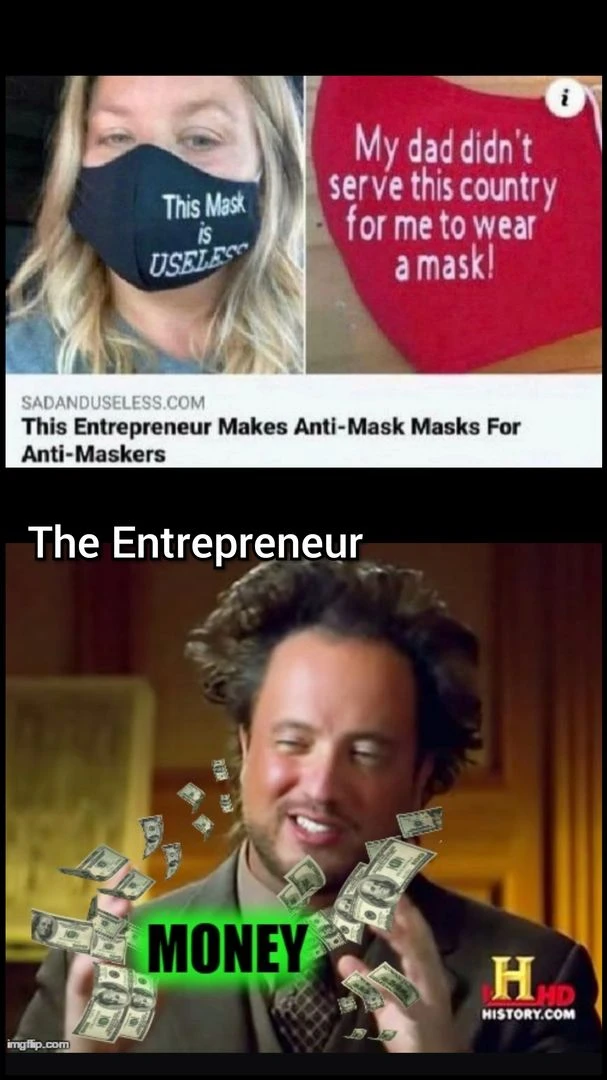 This Mask
is
USELESS
My dad didn't
serve this country
for me to wear
a mask!
i
SADANDUSELESS.COM
This Entrepreneur Makes Anti-Mask Masks For
Anti-Maskers
The Entrepreneur
MONEY
H HD
HISTORY.COM
imgflip.com